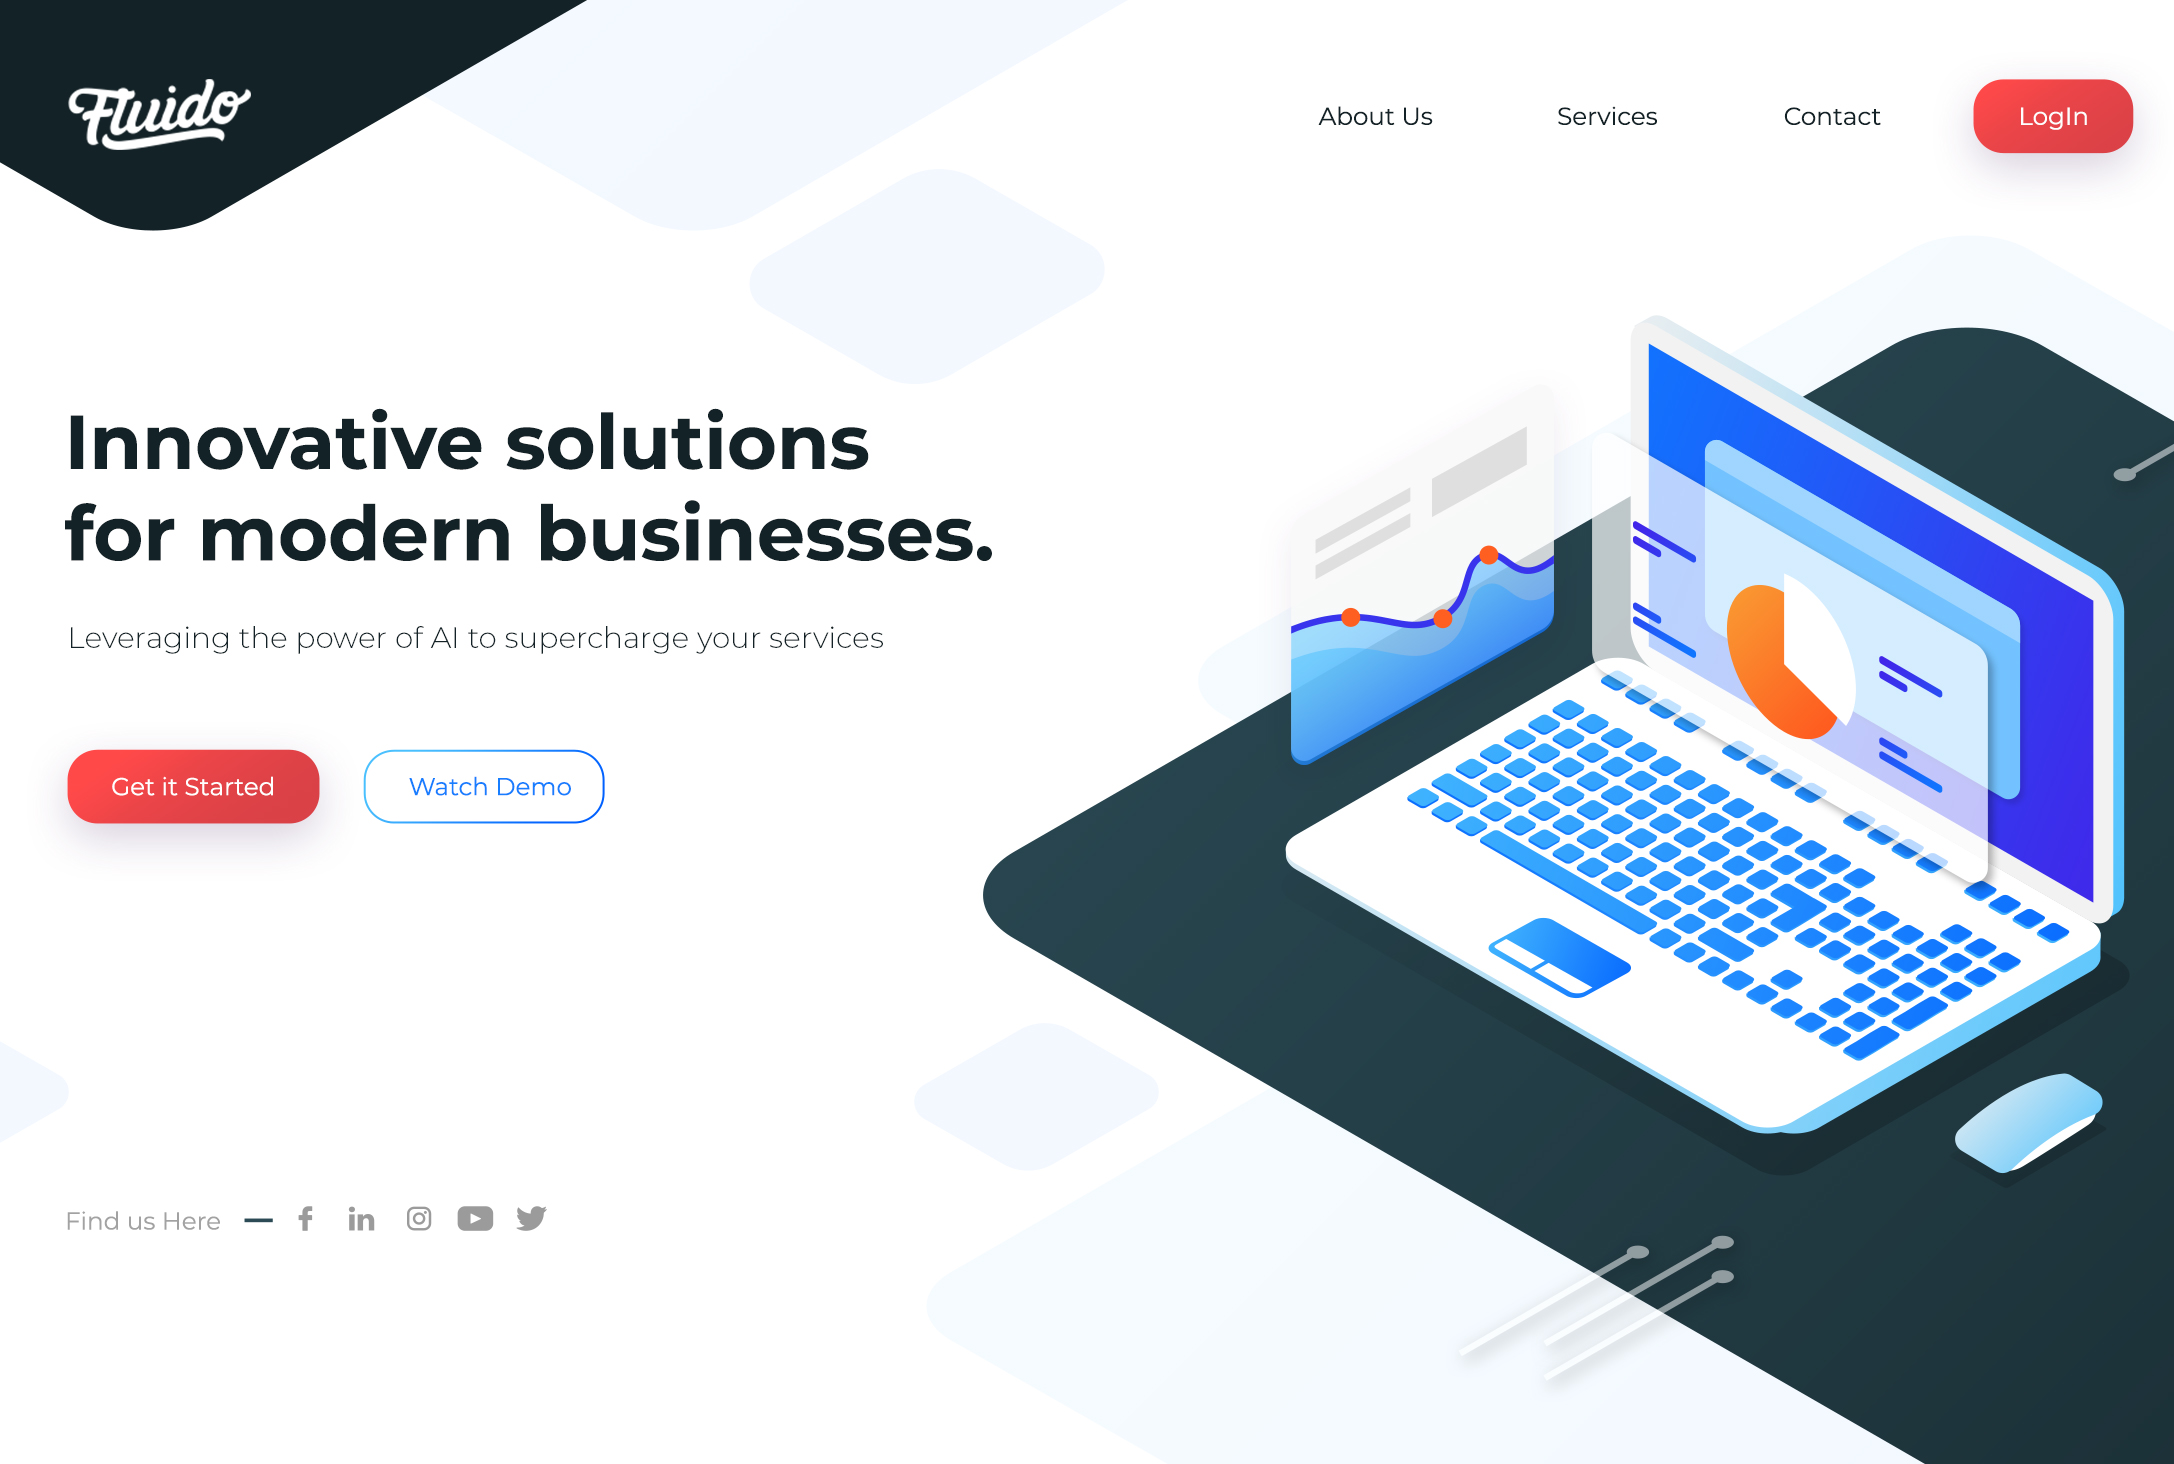 Fluido
About Us
Services
Contact
LogIn
Innovative solutions
for modern businesses.
Leveraging the power of AI to supercharge your services
Get it Started
Watch Demo
Find us Here